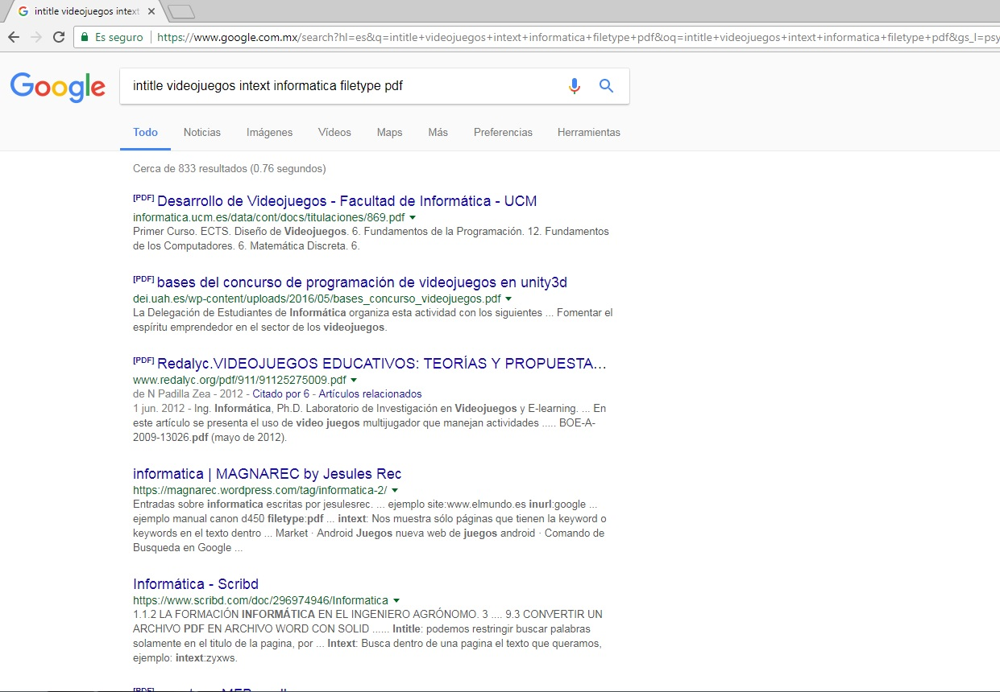 intitle videojuegos intext
Es seguro https://www.google.com.mx/search?hl=es&q=intitle+videojuegos+intext+informatica+filetype+pdf&oq=intitle+videojuegos+intext+informatica+filetype+pdf&gs_l=psy
Google
intitle videojuegos intext informatica filetype pdf
Todo Noticias Imágenes Vídeos Maps Más Preferencias Herramientas
Cerca de 833 resultados (0.76 segundos)
[PDF] Desarrollo de Videojuegos - Facultad de Informática - UCM
informatica.ucm.es/data/cont/docs/titulaciones/869.pdf
Primer Curso. ECTS. Diseño de Videojuegos. 6. Fundamentos de la Programación. 12. Fundamentos
de los Computadores. 6. Matemática Discreta. 6.
[PDF] bases del concurso de programación de videojuegos en unity3d
dei.uah.es/wp-content/uploads/2016/05/bases_concurso_videojuegos.pdf
La Delegación de Estudiantes de Informática organiza esta actividad con los siguientes ... Fomentar el
espíritu emprendedor en el sector de los videojuegos.
[PDF] Redalyc.VIDEOJUEGOS EDUCATIVOS: TEORÍAS Y PROPUESTA...
www.redalyc.org/pdf/911/91125275009.pdf
de N Padilla Zea - 2012 - Citado por 6 - Artículos relacionados
1 jun. 2012 - Ing. Informática, Ph.D. Laboratorio de Investigación en Videojuegos y E-learning. ... En
este artículo se presenta el uso de video juegos multijugador que manejan actividades ..... BOE-A-
2009-13026.pdf (mayo de 2012).
informatica | MAGNAREC by Jesules Rec
https://magnarec.wordpress.com/tag/informatica-2/
Entradas sobre informatica escritas por jesulesrec. ... ejemplo site:www.elmundo.es inurl:google ...
ejemplo manual canon d450 filetype:pdf ... intext: Nos muestra sólo páginas que tienen la keyword o
keywords en el texto dentro ... Market · Android Juegos nueva web de juegos android · Comando de
Busqueda en Google ...
Informática - Scribd
https://www.scribd.com/doc/296974946/Informatica
1.1.2 LA FORMACIÓN INFORMÁTICA EN EL INGENIERO AGRÓNOMO. 3 .... 9.3 CONVERTIR UN
ARCHIVO PDF EN ARCHIVO WORD CON SOLID ...... Intitle: podemos restringir buscar palabras
solamente en el titulo de la pagina, por ... Intext: Busca dentro de una pagina el texto que queramos,
ejemplo: intext:zyxws.
[PDF]